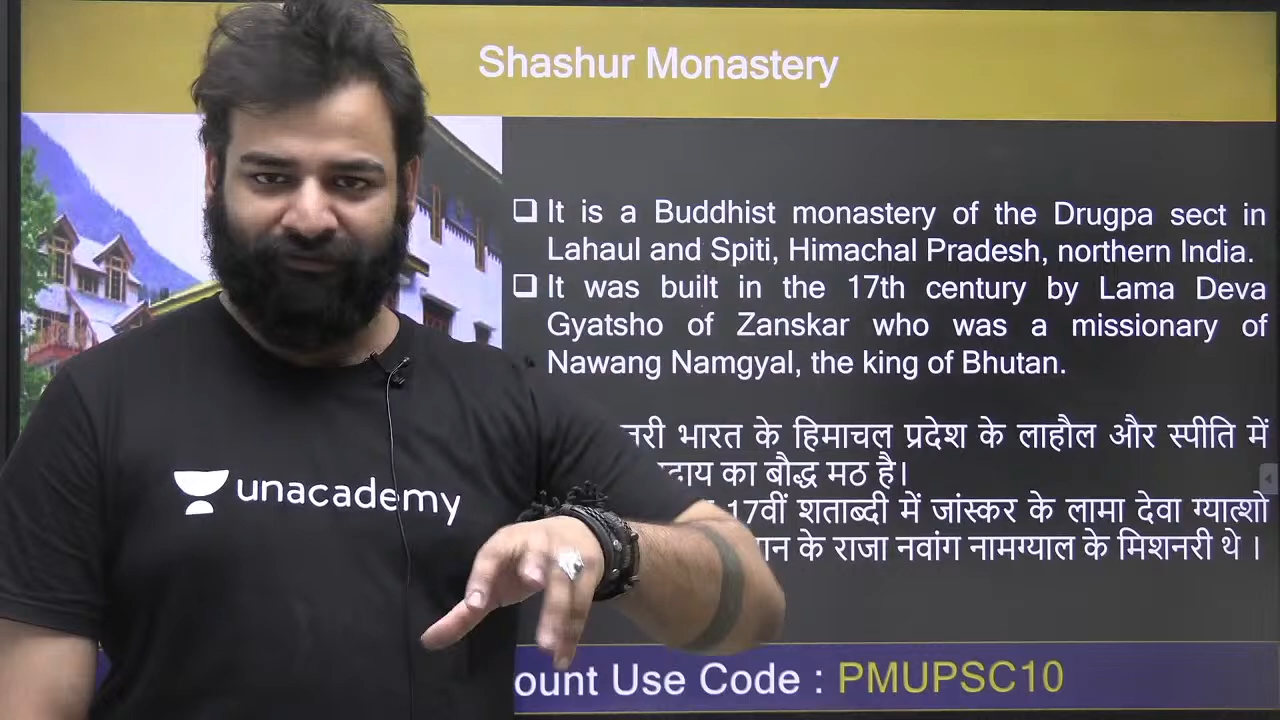 Shashur Monastery
❑ It is a Buddhist monastery of the Drugpa sect in
Lahaul and Spiti, Himachal Pradesh, northern India.
❑ It was built in the 17th century by Lama Deva
Gyatsho of Zanskar who was a missionary of
Nawang Namgyal, the king of Bhutan.
भारत के हिमाचल प्रदेश के लाहौल और स्पीति में
का बौद्ध मठ है।
17वीं शताब्दी में जांस्कर के लामा देवा ग्यात्शो
के राजा नवांग नामग्याल के मिशनरी थे ।
unacademy
ount Use Code : PMUPSC10